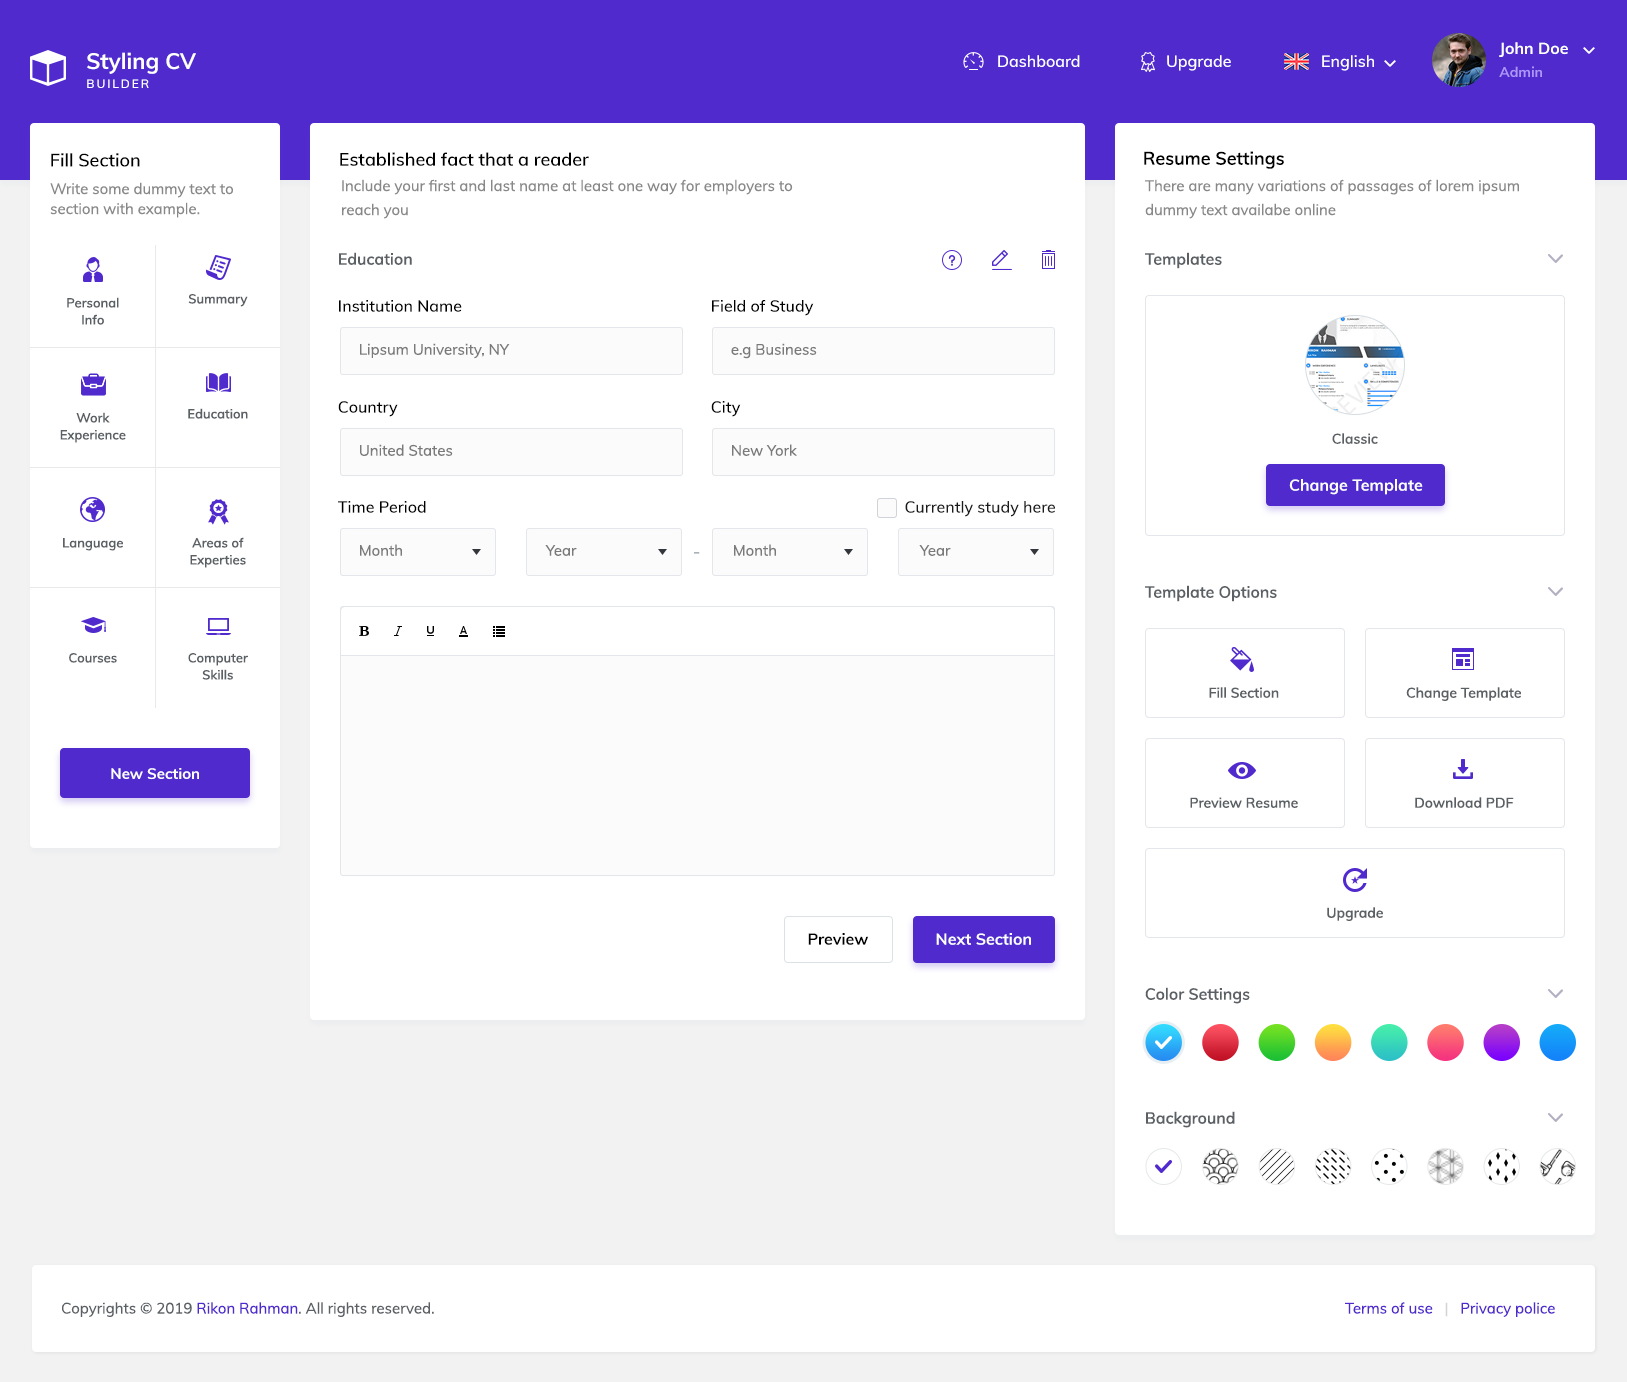 Styling CV
BUILDER
Dashboard
Upgrade
English
John Doe
Admin
Fill Section
Write some dummy text to
section with example.
Personal
Info
Summary
Work
Experience
Education
Language
Areas of
Experties
Courses
Computer
Skills
New Section
Established fact that a reader
Include your first and last name at least one way for employers to
reach you
Education
?
Institution Name
Field of Study
Lipsum University, NY
e.g Business
Country
City
United States
New York
Time Period
Currently study here
Month
Year
-
Month
Year
B
I
U
A
Preview
Next Section
Resume Settings
There are many variations of passages of lorem ipsum
dummy text availabe online
Templates
Classic
Change Template
Template Options
Fill Section
Change Template
Preview Resume
Download PDF
Upgrade
Color Settings
Background
Copyrights © 2019 Rikon Rahman. All rights reserved.
Terms of use | Privacy police